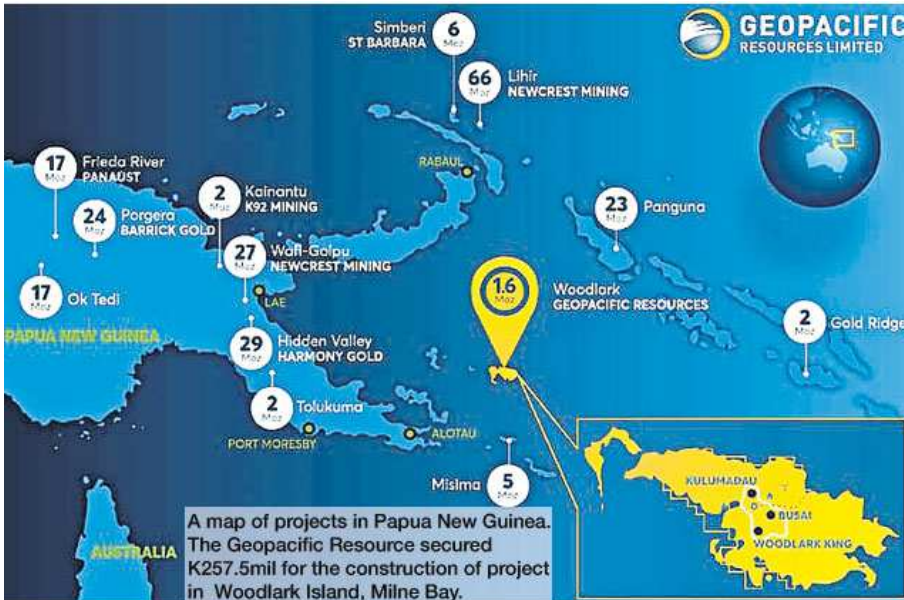 GEOPACIFIC
RESOURCES LIMITED
6
Moz
Simberi
ST BARBARA
66
Moz
Lihir
NEWCREST MINING
RABAUL
17
Moz
Frieda River
PANAUST
2
Moz
Kainantu
K92 MINING
24
Moz
Porgera
BARRICK GOLD
23
Moz
Panguna
27
Moz
Wafi-Golpu
NEWCREST MINING
1.6
Moz
Woodlark
GEOPACIFIC RESOURCES
17
Moz
Ok Tedi
LAE
2
Moz
Gold Ridge
PAPUA NEW GUINEA
29
Moz
Hidden Valley
HARMONY GOLD
2
Moz
Tolukuma
PORT MORESBY
ALOTAU
Misima
5
Moz
KULUMADAU
BUSAI
WOODLARK KING
AUSTRALIA
A map of projects in Papua New Guinea.
The Geopacific Resource secured
K257.5mil for the construction of project
in Woodlark Island, Milne Bay.